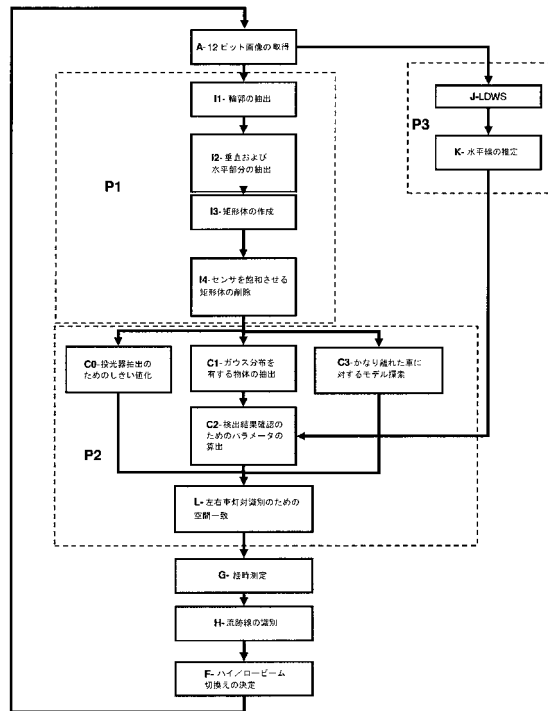 A-12ビット画像の取得
I1-輪郭の抽出
I2-垂直および
水平部分の抽出
P1
I3-矩形体の作成
I4-センサを飽和させる
矩形体の削除
P3
J-LDWS
K-水平線の推定
C0-投光器抽出の
ためのしきい値化
C1-ガウス分布を
有する物体の抽出
C3-かなり離れた車に
対するモデル探索
C2-検出結果確認の
ためのパラメータの
算出
P2
L-左右車灯対識別のための
空間一致
G-経時測定
H-流跡線の識別
F-ハイ/ロービーム
切換えの決定